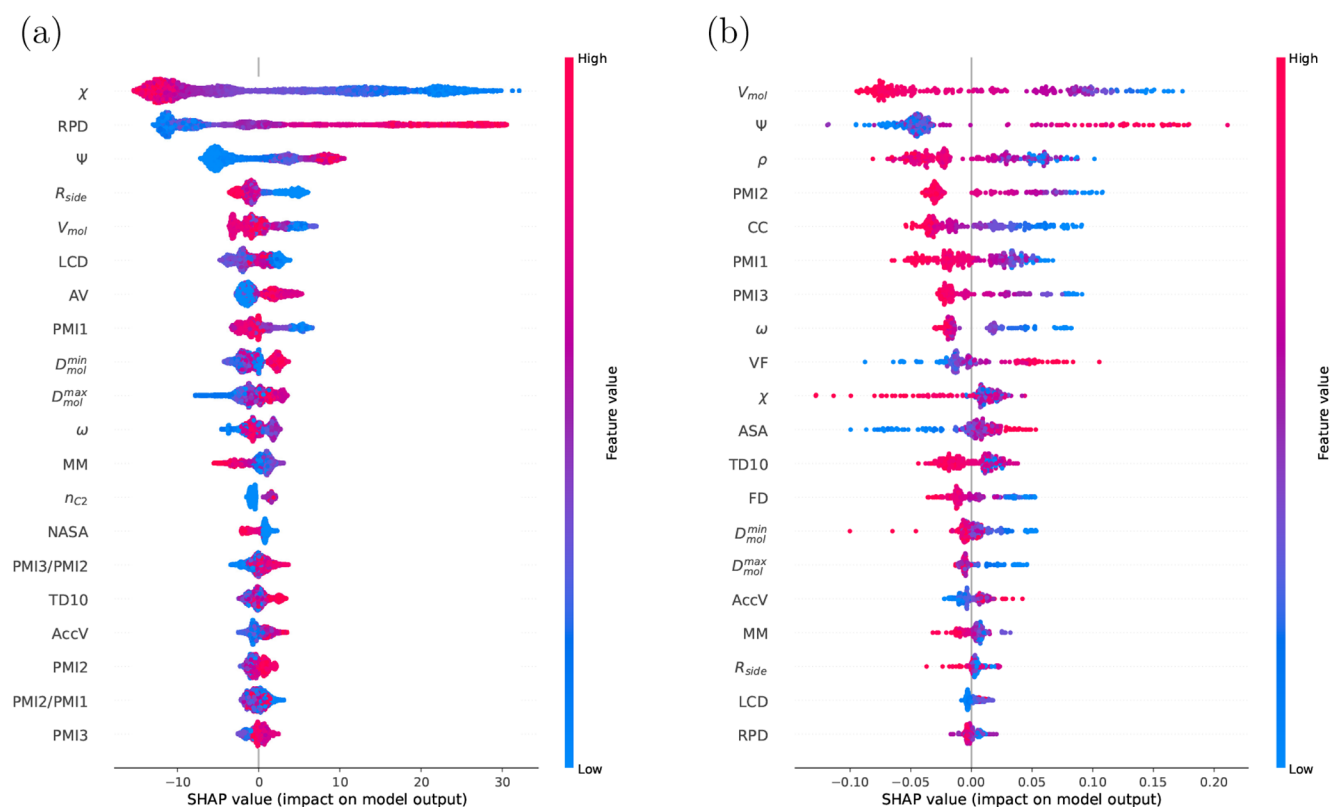 (a)
High
χ
RPD
Ψ
R_side
V_mol
LCD
AV
PMI1
D_mol^min
D_mol^max
ω
MM
n_C2
NASA
PMI3/PMI2
TD10
AccV
PMI2
PMI2/PMI1
PMI3
Low
Feature value
−10 0 10 20 30
SHAP value (impact on model output)
(b)
High
V_mol
Ψ
ρ
PMI2
CC
PMI1
PMI3
ω
VF
χ
ASA
TD10
FD
D_mol^min
D_mol^max
AccV
MM
R_side
LCD
RPD
Low
Feature value
−0.10 −0.05 0.00 0.05 0.10 0.15 0.20
SHAP value (impact on model output)